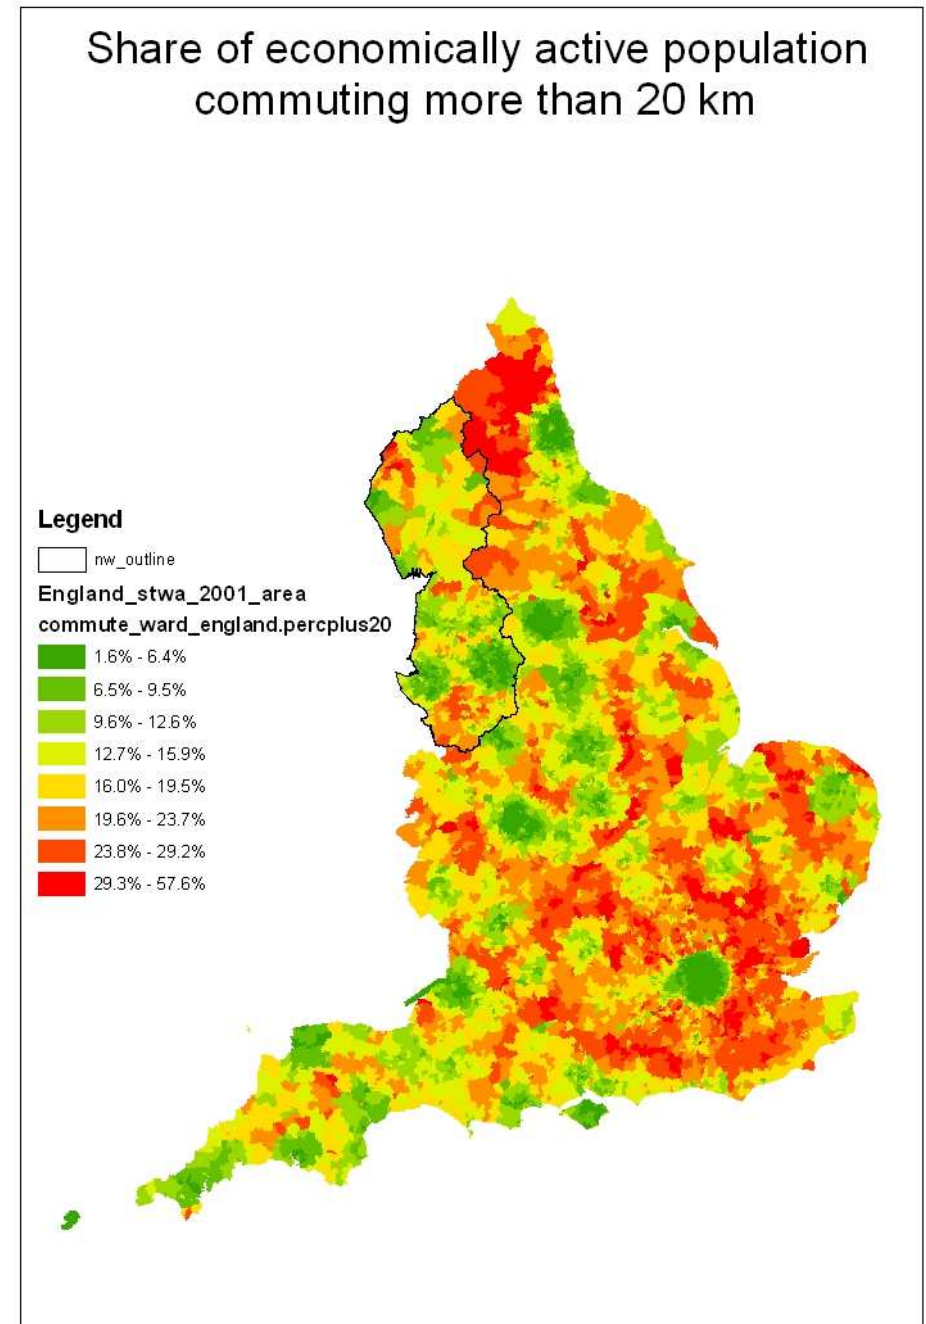 Share of economically active population
commuting more than 20 km
Legend
nw_outline
England_stwa_2001_area
commute_ward_england.percplus20
1.6% - 6.4%
6.5% - 9.5%
9.6% - 12.6%
12.7% - 15.9%
16.0% - 19.5%
19.6% - 23.7%
23.8% - 29.2%
29.3% - 57.6%